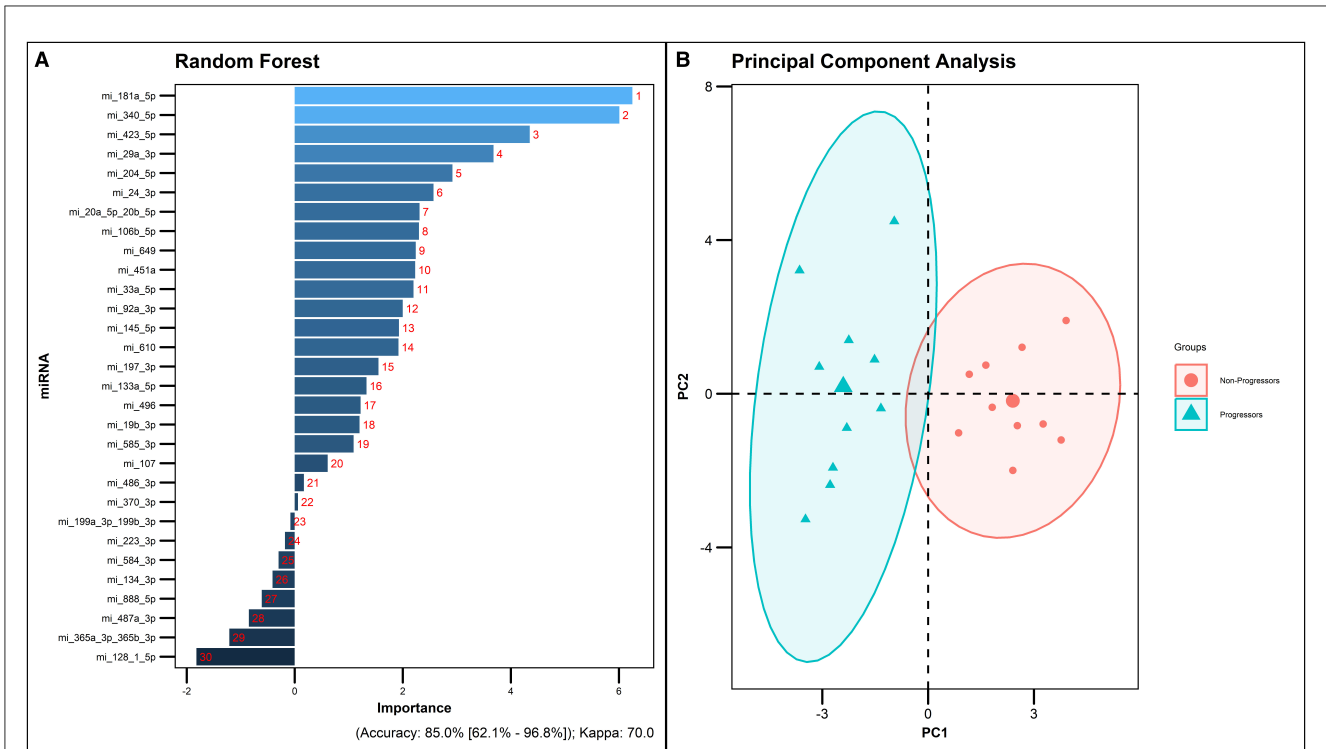 A Random Forest
miRNA
mi_181a_5p 1
mi_340_5p 2
mi_423_5p 3
mi_29a_3p 4
mi_204_5p 5
mi_24_3p 6
mi_20a_5p_20b_5p 7
mi_106b_5p 8
mi_649 9
mi_451a 10
mi_33a_5p 11
mi_92a_3p 12
mi_145_5p 13
mi_610 14
mi_197_3p 15
mi_133a_5p 16
mi_496 17
mi_19b_3p 18
mi_585_3p 19
mi_107 20
mi_486_3p 21
mi_370_3p 22
mi_199a_3p_199b_3p 23
mi_223_3p 24
mi_584_3p 25
mi_134_3p 26
mi_888_5p 27
mi_487a_3p 28
mi_365a_3p_365b_3p 29
mi_128_1_5p 30
-2 0 2 4 6
Importance
(Accuracy: 85.0% [62.1% - 96.8%]); Kappa: 70.0
B Principal Component Analysis
PC2
8
4
0
-4
-3 0 3
PC1
Groups
Non-Progressors
Progressors